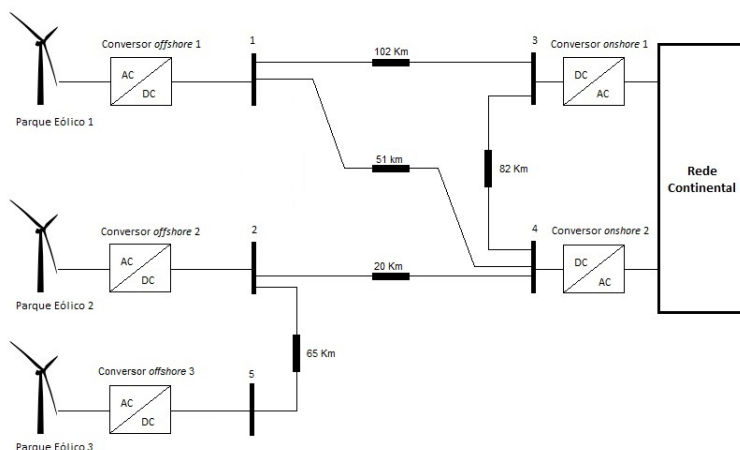 Conversor offshore 1
1
102 Km
3
Conversor onshore 1
AC
DC
DC
AC
Parque Eólico 1
51 km
82 Km
Rede
Continental
Conversor offshore 2
2
4
Conversor onshore 2
AC
DC
20 Km
DC
AC
Parque Eólico 2
65 Km
Conversor offshore 3
5
AC
DC
Parque Eólico 3